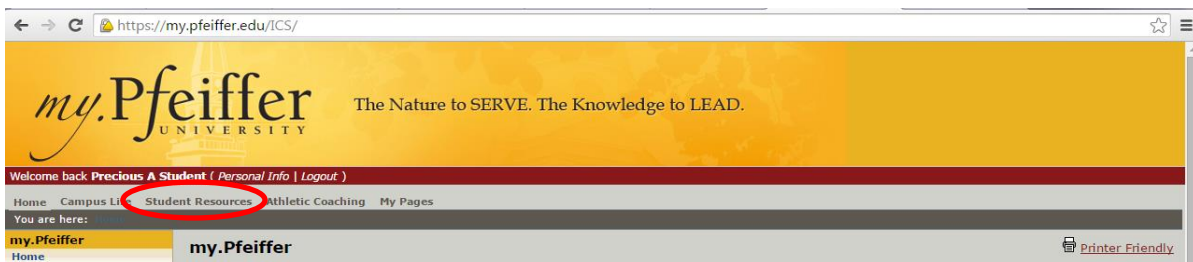 https://my.pfeiffer.edu/ICS/
my.Pfeiffer
UNIVERSITY
The Nature to SERVE. The Knowledge to LEAD.
Welcome back Precious A Student ( Personal Info | Logout )
Home Campus Life Student Resources Athletic Coaching My Pages
You are here: Home
my.Pfeiffer
Home
my.Pfeiffer
Printer Friendly